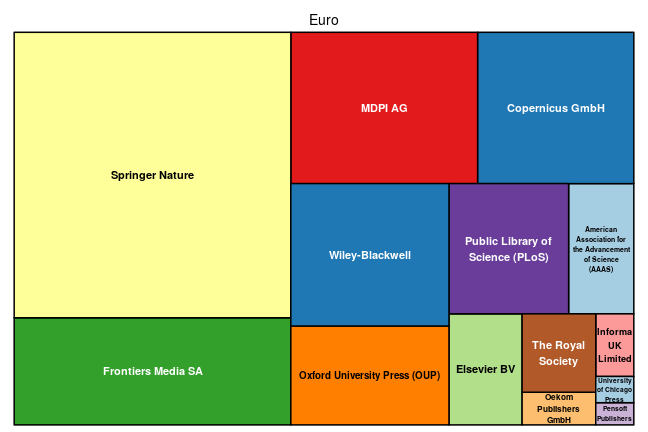 Euro
Springer Nature
MDPI AG
Copernicus GmbH
Wiley-Blackwell
Public Library of
Science (PLoS)
American
Association for
the Advancement
of Science
(AAAS)
Frontiers Media SA
Oxford University Press (OUP)
Elsevier BV
The Royal
Society
Informa
UK
Limited
Oekom
Publishers
GmbH
University
of Chicago
Press
Pensoft
Publishers